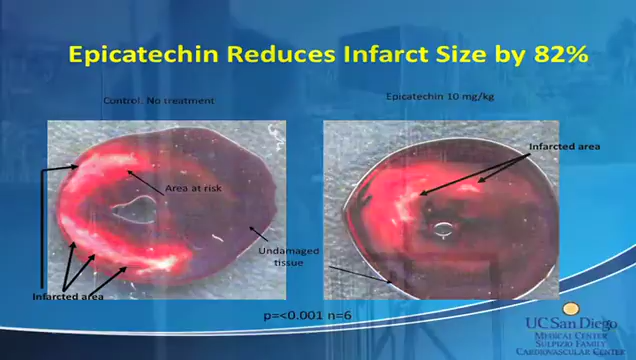 Epicatechin Reduces Infarct Size by 82%
Control: No treatment
Epicatechin 10 mg/kg
Infarcted area
Area at risk
Undamaged
tissue
Infarcted area
p=<0.001 n=6
UC San Diego
MEDICAL CENTER
SULPIZIO FAMILY
CARDIOVASCULAR CENTER